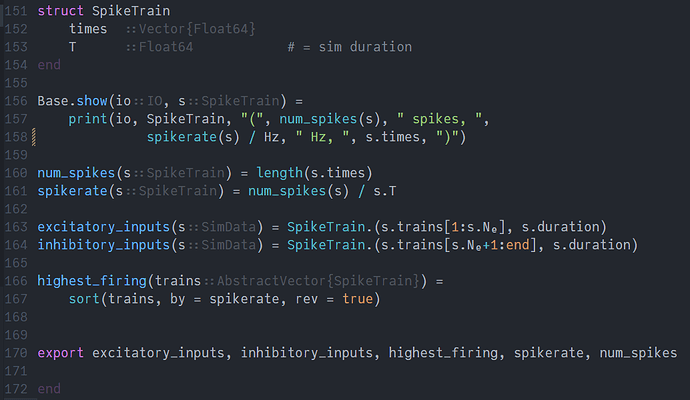 151 struct SpikeTrain
152     times  ::Vector{Float64}
153     T      ::Float64            # = sim duration
154 end
155
156 Base.show(io::IO, s::SpikeTrain) =
157     print(io, SpikeTrain, "(", num_spikes(s), " spikes, ",
158               spikerate(s) / Hz, " Hz, ", s.times, ")")
159
160 num_spikes(s::SpikeTrain) = length(s.times)
161 spikerate(s::SpikeTrain) = num_spikes(s) / s.T
162
163 excitatory_inputs(s::SimData) = SpikeTrain.(s.trains[1:s.Nₑ], s.duration)
164 inhibitory_inputs(s::SimData) = SpikeTrain.(s.trains[s.Nₑ+1:end], s.duration)
165
166 highest_firing(trains::AbstractVector{SpikeTrain}) =
167     sort(trains, by = spikerate, rev = true)
168
169
170 export excitatory_inputs, inhibitory_inputs, highest_firing, spikerate, num_spikes
171
172 end